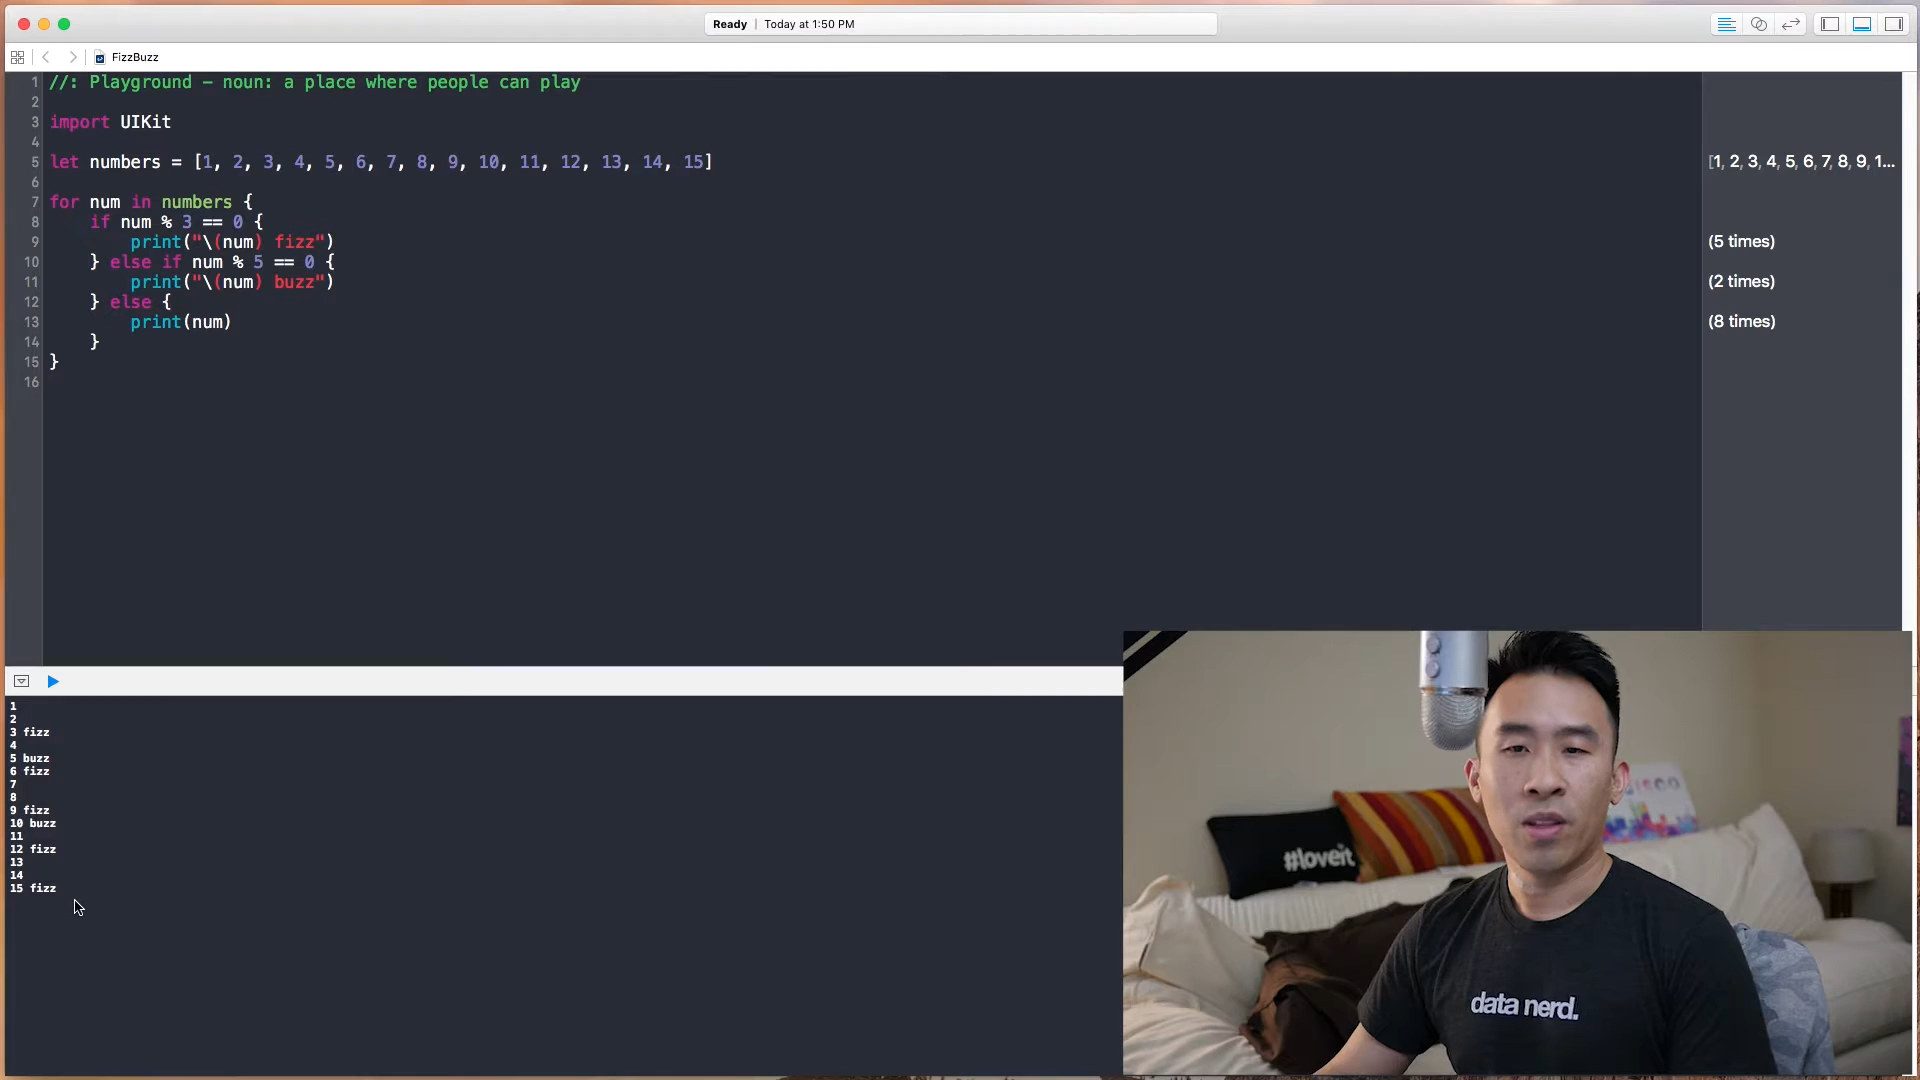 Ready | Today at 1:50 PM
FizzBuzz
1 //: Playground - noun: a place where people can play
2
3 import UIKit
4
5 let numbers = [1, 2, 3, 4, 5, 6, 7, 8, 9, 10, 11, 12, 13, 14, 15]
[1, 2, 3, 4, 5, 6, 7, 8, 9, 1...
6
7 for num in numbers {
8 if num % 3 == 0 {
9 print("\(num) fizz")
(5 times)
10 } else if num % 5 == 0 {
11 print("\(num) buzz")
(2 times)
12 } else {
13 print(num)
(8 times)
14 }
15 }
16
1
2
3 fizz
4
5 buzz
6 fizz
7
8
9 fizz
10 buzz
11
12 fizz
13
14
15 fizz
#loveit
data nerd.